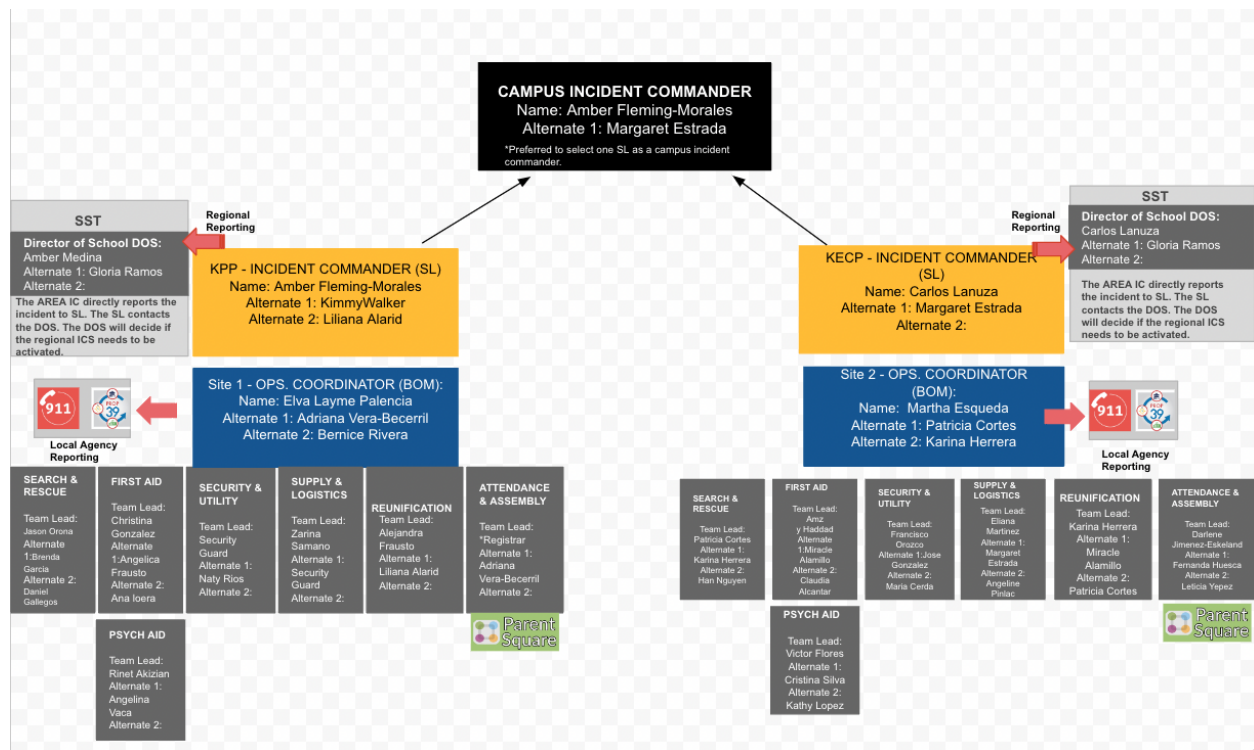 CAMPUS INCIDENT COMMANDER
Name: Amber Fleming-Morales
Alternate 1: Margaret Estrada
*Preferred to select one SL as a campus incident
commander.
SST
Director of School DOS:
Amber Medina
Alternate 1: Gloria Ramos
Alternate 2:
The AREA IC directly reports the
incident to SL. The SL contacts
the DOS. The DOS will decide if
the regional ICS needs to be
activated.
Regional
Reporting
KPP - INCIDENT COMMANDER (SL)
Name: Amber Fleming-Morales
Alternate 1: KimmyWalker
Alternate 2: Liliana Alarid
KECP - INCIDENT COMMANDER
(SL)
Name: Carlos Lanuza
Alternate 1: Margaret Estrada
Alternate 2:
Regional
Reporting
SST
Director of School DOS:
Carlos Lanuza
Alternate 1: Gloria Ramos
Alternate 2:
The AREA IC directly reports
the incident to SL. The SL
contacts the DOS. The DOS
will decide if the regional ICS
needs to be activated.
911
39
Local Agency
Reporting
Site 1 - OPS. COORDINATOR (BOM):
Name: Elva Layme Palencia
Alternate 1: Adriana Vera-Becerril
Alternate 2: Bernice Rivera
Site 2 - OPS. COORDINATOR
(BOM):
Name: Martha Esqueda
Alternate 1: Patricia Cortes
Alternate 2: Karina Herrera
911
39
Local Agency
Reporting
SEARCH &
RESCUE
Team Lead:
Jason Orona
Alternate
1:Brenda
Garcia
Alternate 2:
Daniel
Gallegos
FIRST AID
Team Lead:
Christina
Gonzalez
Alternate
1:Angelica
Frausto
Alternate 2:
Ana loera
SECURITY &
UTILITY
Team Lead:
Security
Guard
Alternate 1:
Naty Rios
Alternate 2:
SUPPLY &
LOGISTICS
Team Lead:
Zarina
Samano
Alternate 1:
Security
Guard
Alternate 2:
REUNIFICATION
Team Lead:
Alejandra
Frausto
Alternate 1:
Liliana Alarid
Alternate 2:
ATTENDANCE
& ASSEMBLY
Team Lead:
*Registrar
Alternate 1:
Adriana
Vera-Becerril
Alternate 2:
Parent
Square
PSYCH AID
Team Lead:
Rinet Akizian
Alternate 1:
Angelina
Vaca
Alternate 2:
SEARCH &
RESCUE
Team Lead:
Patricia Cortes
Alternate 1:
Karina Herrera
Alternate 2:
Han Nguyen
FIRST AID
Team Lead:
Amz
y Haddad
Alternate
1:Miracle
Alamillo
Alternate 2:
Claudia
Alcantar
SECURITY &
UTILITY
Team Lead:
Francisco
Orozco
Alternate 1:Jose
Gonzalez
Alternate 2:
Maria Cerda
SUPPLY &
LOGISTICS
Team Lead:
Eliana
Martinez
Alternate 1:
Margaret
Estrada
Alternate 2:
Angeline
Pinlac
REUNIFICATION
Team Lead:
Karina Herrera
Alternate 1:
Miracle
Alamillo
Alternate 2:
Patricia Cortes
ATTENDANCE &
ASSEMBLY
Team Lead:
Darlene
Jimenez-Eskeland
Alternate 1:
Fernanda Huesca
Alternate 2:
Leticia Yepez
Parent
Square
PSYCH AID
Team Lead:
Victor Flores
Alternate 1:
Cristina Silva
Alternate 2:
Kathy Lopez